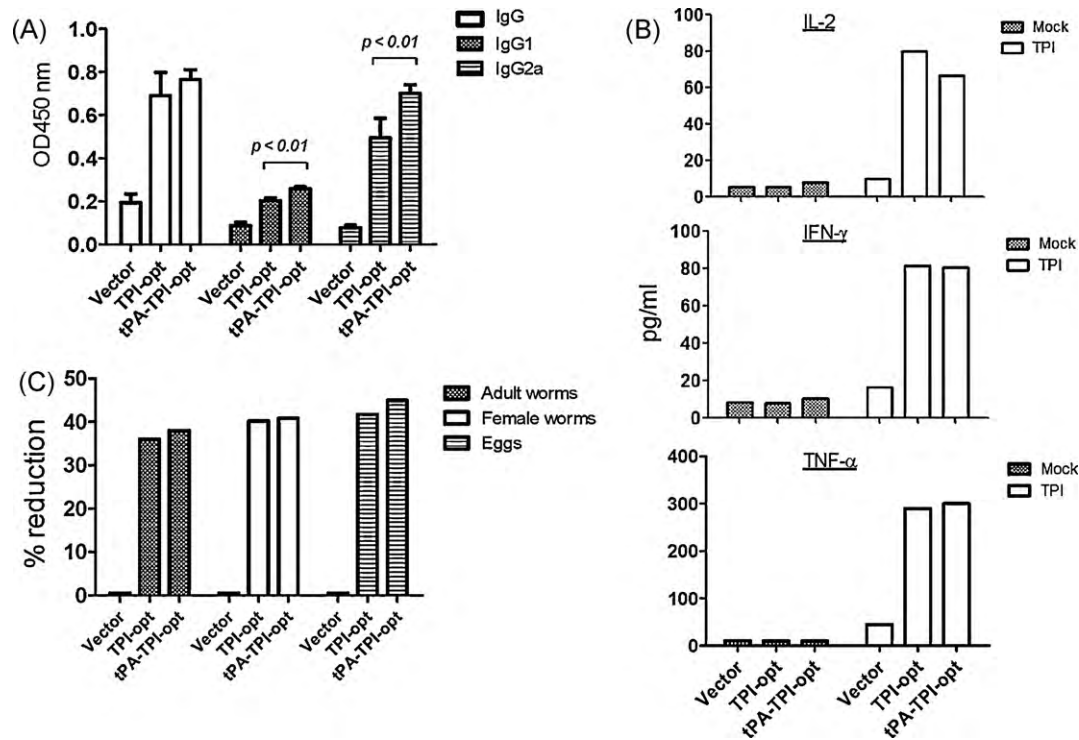 (A)
IgG
IgG1
IgG2a
p < 0.01
p < 0.01
OD450 nm
1.0
0.8
0.6
0.4
0.2
0.0
Vector
TPI-opt
tPA-TPI-opt
Vector
TPI-opt
tPA-TPI-opt
Vector
TPI-opt
tPA-TPI-opt
(B)
IL-2
Mock
TPI
80
60
40
20
0
IFN-γ
Mock
TPI
pg/ml
100
80
60
40
20
0
TNF-α
Mock
TPI
400
300
200
100
0
Vector
TPI-opt
tPA-TPI-opt
Vector
TPI-opt
tPA-TPI-opt
(C)
Adult worms
Female worms
Eggs
% reduction
50
40
30
20
10
0
Vector
TPI-opt
tPA-TPI-opt
Vector
TPI-opt
tPA-TPI-opt
Vector
TPI-opt
tPA-TPI-opt